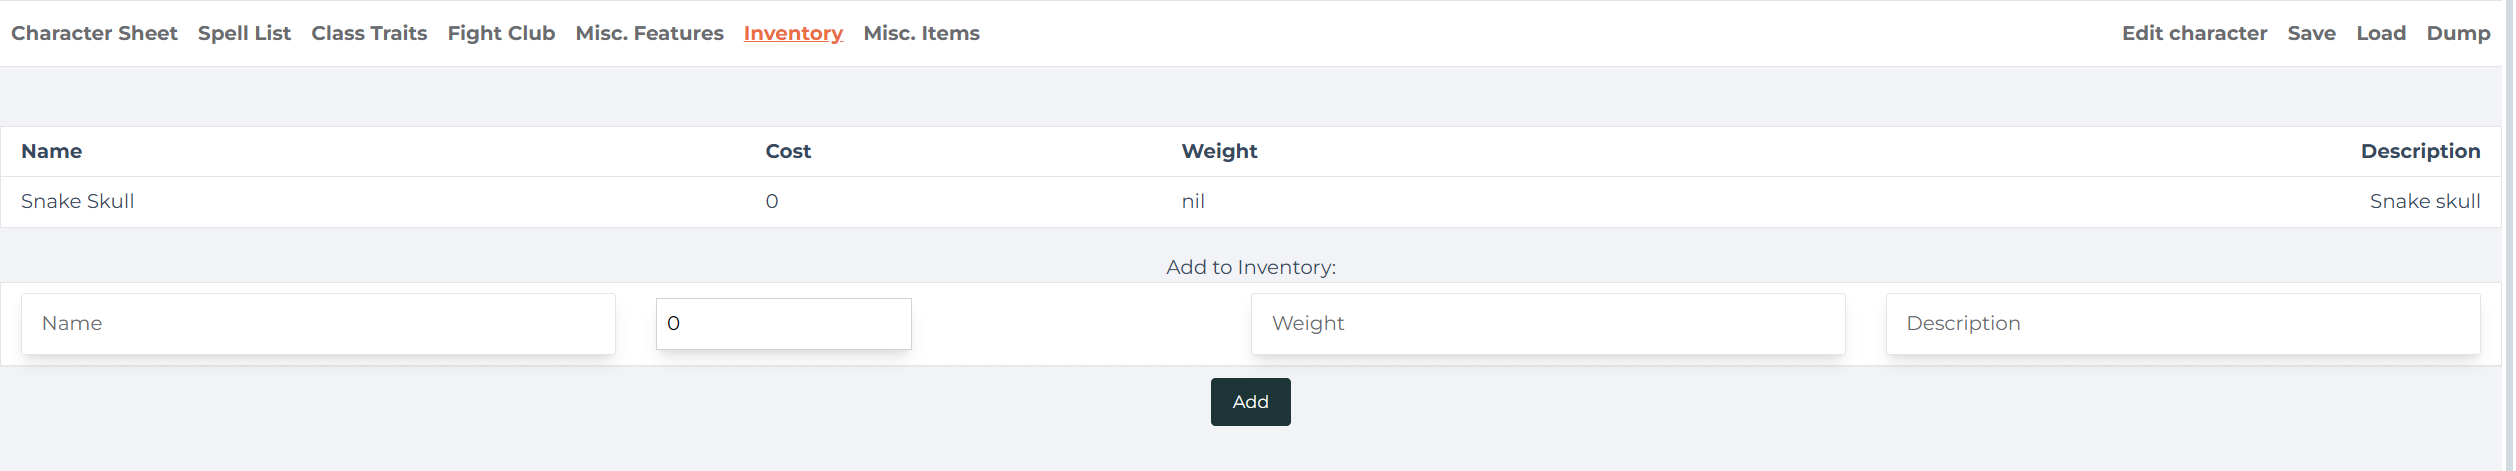 Character Sheet Spell List Class Traits Fight Club Misc. Features Inventory Misc. Items Edit character Save Load Dump
Name Cost Weight Description
Snake Skull 0 nil Snake skull
Add to Inventory:
Name 0 Weight Description
Add